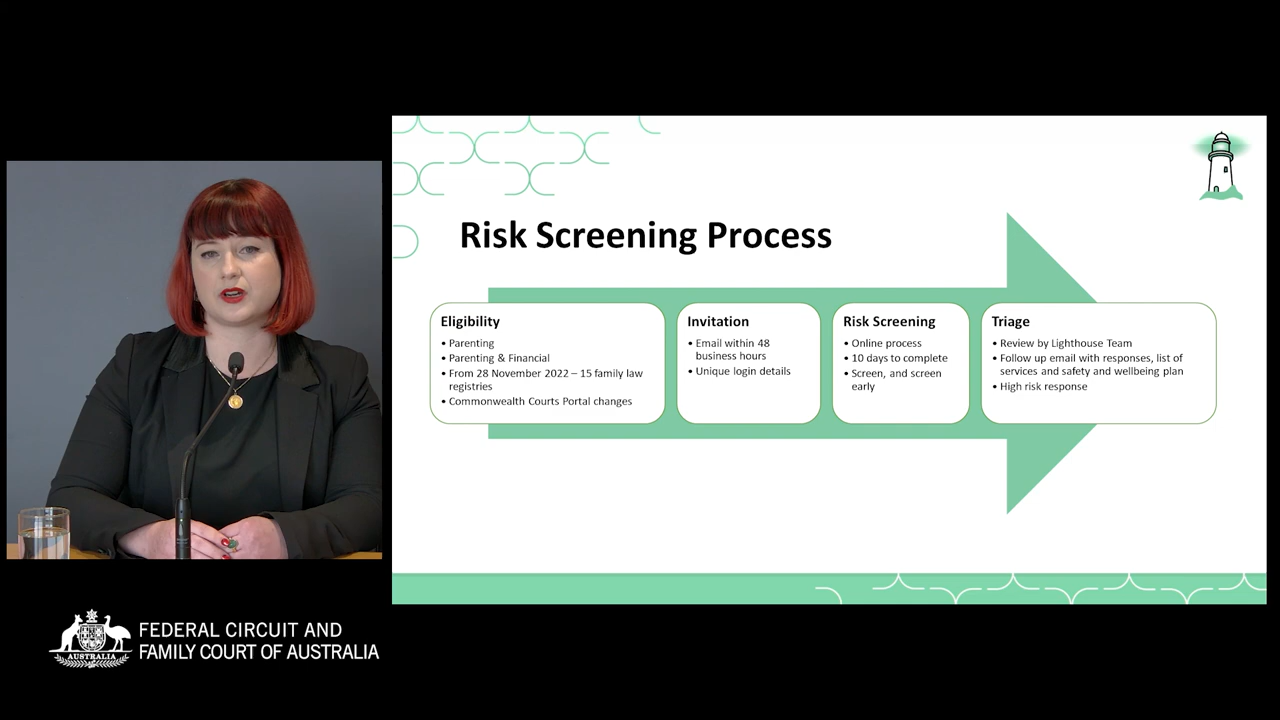 Risk Screening Process
Eligibility
• Parenting
• Parenting & Financial
• From 28 November 2022 – 15 family law
registries
• Commonwealth Courts Portal changes
Invitation
• Email within 48
business hours
• Unique login details
Risk Screening
• Online process
• 10 days to complete
• Screen, and screen
early
Triage
• Review by Lighthouse Team
• Follow up email with responses, list of
services and safety and wellbeing plan
• High risk response
AUSTRALIA
FEDERAL CIRCUIT AND
FAMILY COURT OF AUSTRALIA